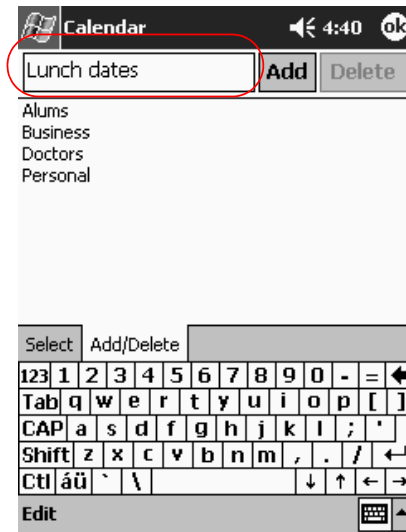 Calendar 4:40 ok
Lunch dates Add Delete
Alums
Business
Doctors
Personal
Select Add/Delete
123 1 2 3 4 5 6 7 8 9 0 - = ←
Tab q w e r t y u i o p [ ]
CAP a s d f g h j k l ; '
Shift z x c v b n m , . / ↵
Ctl áü ` \ ↓ ↑ ← →
Edit